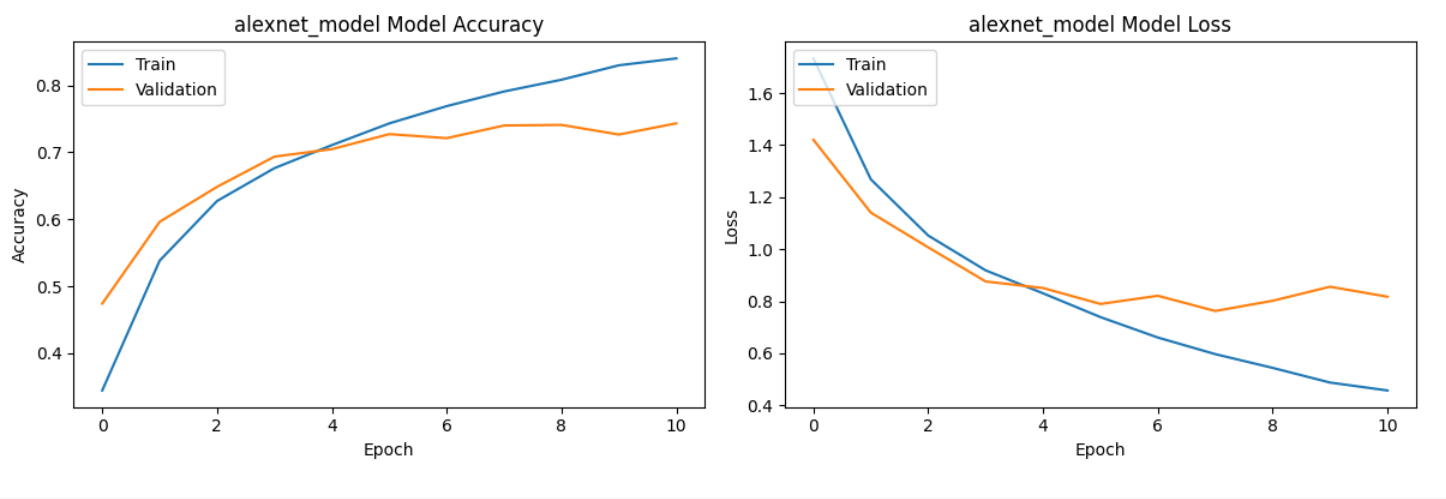 alexnet_model Model Accuracy
Train
Validation
0.8
0.7
0.6
0.5
0.4
Accuracy
0 2 4 6 8 10
Epoch
alexnet_model Model Loss
Train
Validation
1.6
1.4
1.2
1.0
0.8
0.6
0.4
Loss
0 2 4 6 8 10
Epoch